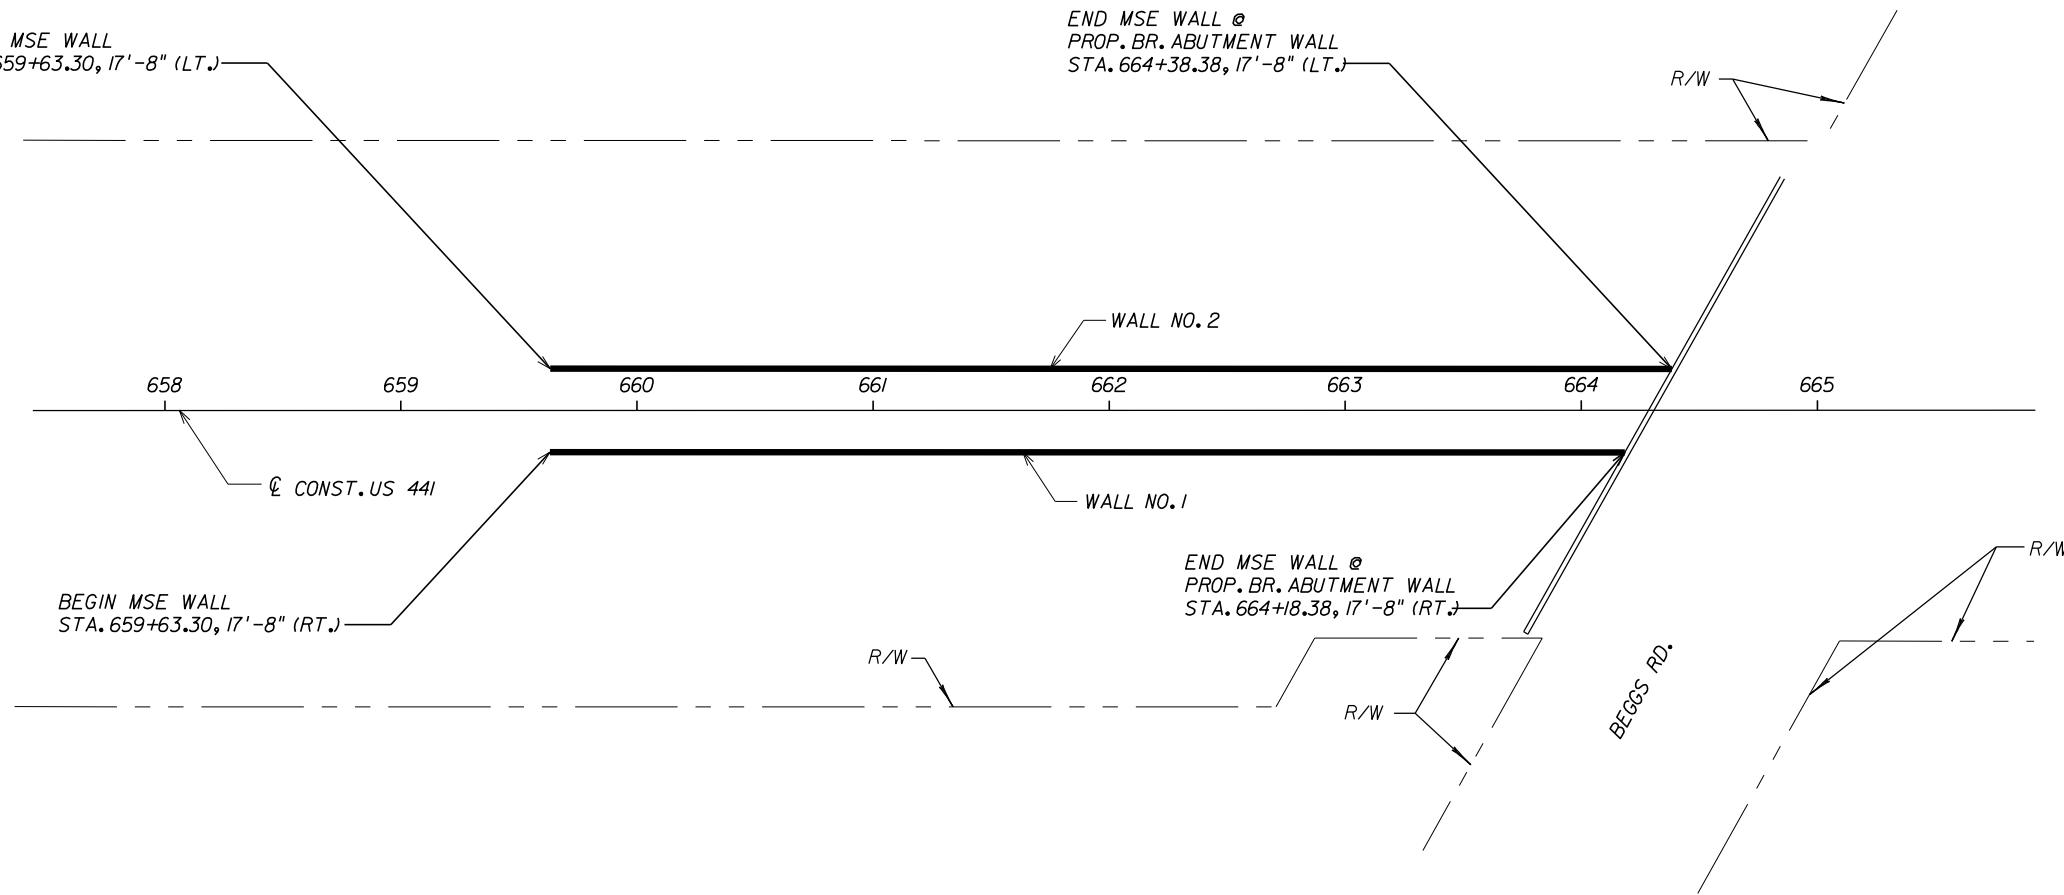 MSE WALL
659+63.30, 17'-8" (LT.)
END MSE WALL @
PROP. BR. ABUTMENT WALL
STA. 664+38.38, 17'-8" (LT.)
R/W
WALL NO. 2
658 659 660 661 662 663 664 665
℄ CONST. US 441
WALL NO. 1
END MSE WALL @
PROP. BR. ABUTMENT WALL
STA. 664+18.38, 17'-8" (RT.)
R/W
BEGIN MSE WALL
STA. 659+63.30, 17'-8" (RT.)
R/W
R/W
BEGGS RD.